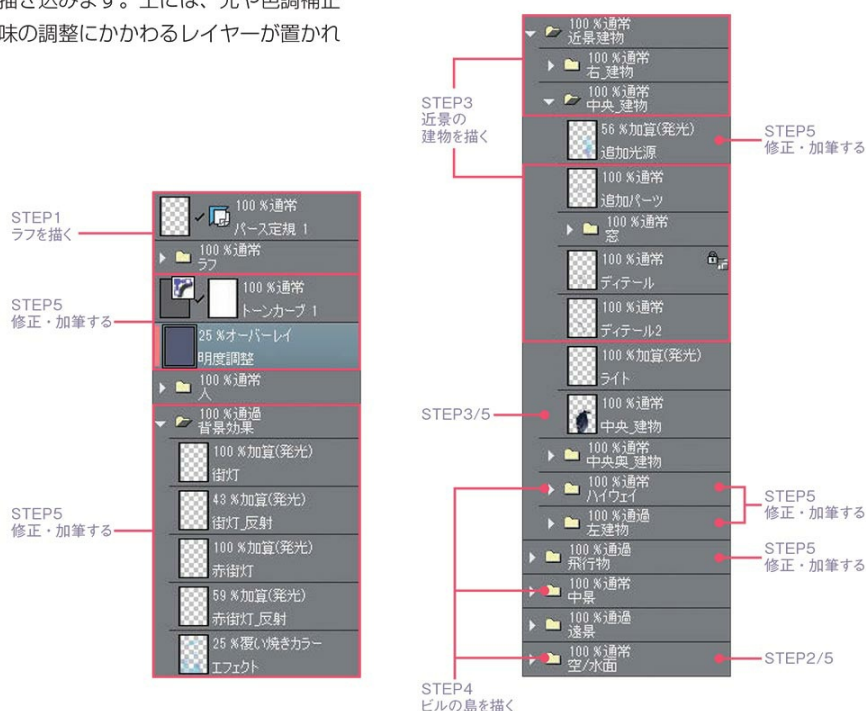 描き込みます。上には、光や色調補正
味の調整にかかわるレイヤーが置かれ
STEP1
ラフを描く
100 %通常
パース定規 1
100 %通常
ラフ
STEP5
修正・加筆する
100 %通常
トーンカーブ 1
25 %オーバーレイ
明度調整
100 %通常
人
STEP5
修正・加筆する
100 %通過
背景効果
100 %加算(発光)
街灯
43 %加算(発光)
街灯_反射
100 %加算(発光)
赤街灯
59 %加算(発光)
赤街灯_反射
25 %覆い焼きカラー
エフェクト
STEP3
近景の
建物を描く
100 %通常
近景建物
100 %通常
右_建物
100 %通常
中央_建物
56 %加算(発光)
追加光源
STEP5
修正・加筆する
100 %通常
追加パーツ
100 %通常
窓
100 %通常
ディテール
100 %通常
ディテール2
100 %加算(発光)
ライト
STEP3/5
100 %通常
中央_建物
100 %通常
中央奥_建物
100 %通常
ハイウェイ
100 %通過
左建物
STEP5
修正・加筆する
100 %通過
飛行物
STEP5
修正・加筆する
100 %通常
中景
100 %通過
遠景
100 %通常
空/水面
STEP2/5
STEP4
ビルの島を描く